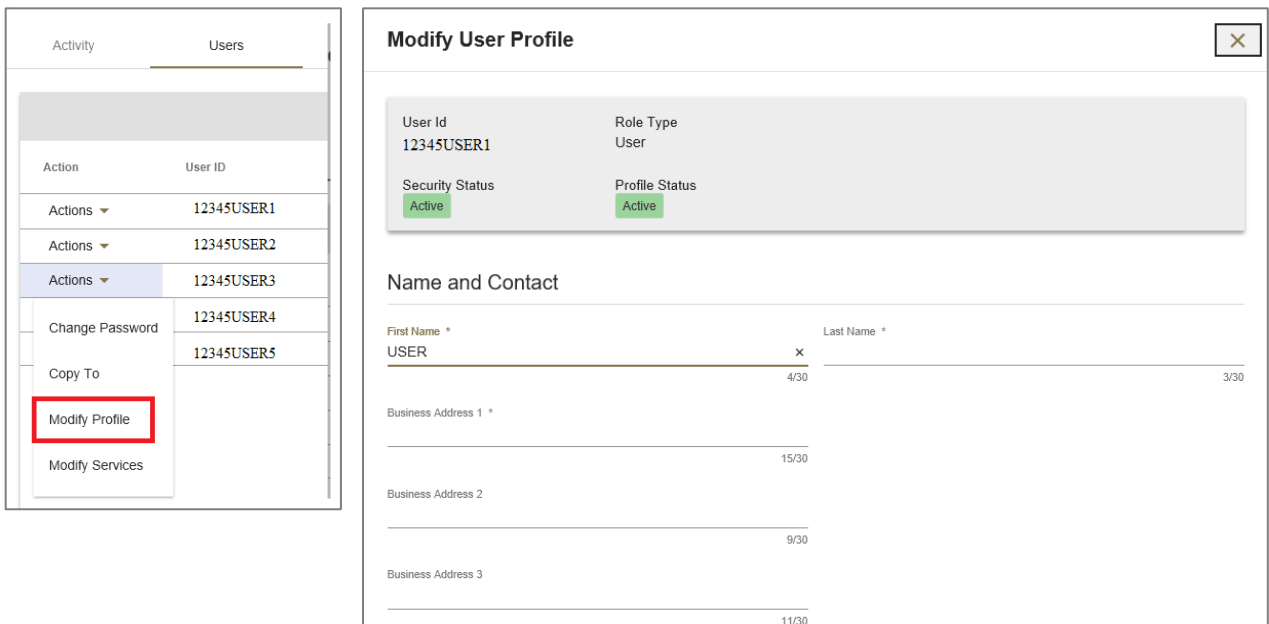 Activity Users
Action User ID
Actions 12345USER1
Actions 12345USER2
Actions 12345USER3
12345USER4
12345USER5
Change Password
Copy To
Modify Profile
Modify Services
Modify User Profile
User Id Role Type
12345USER1 User
Security Status Profile Status
Active Active
Name and Contact
First Name * Last Name *
USER
4/30 3/30
Business Address 1 *
15/30
Business Address 2
9/30
Business Address 3
11/30